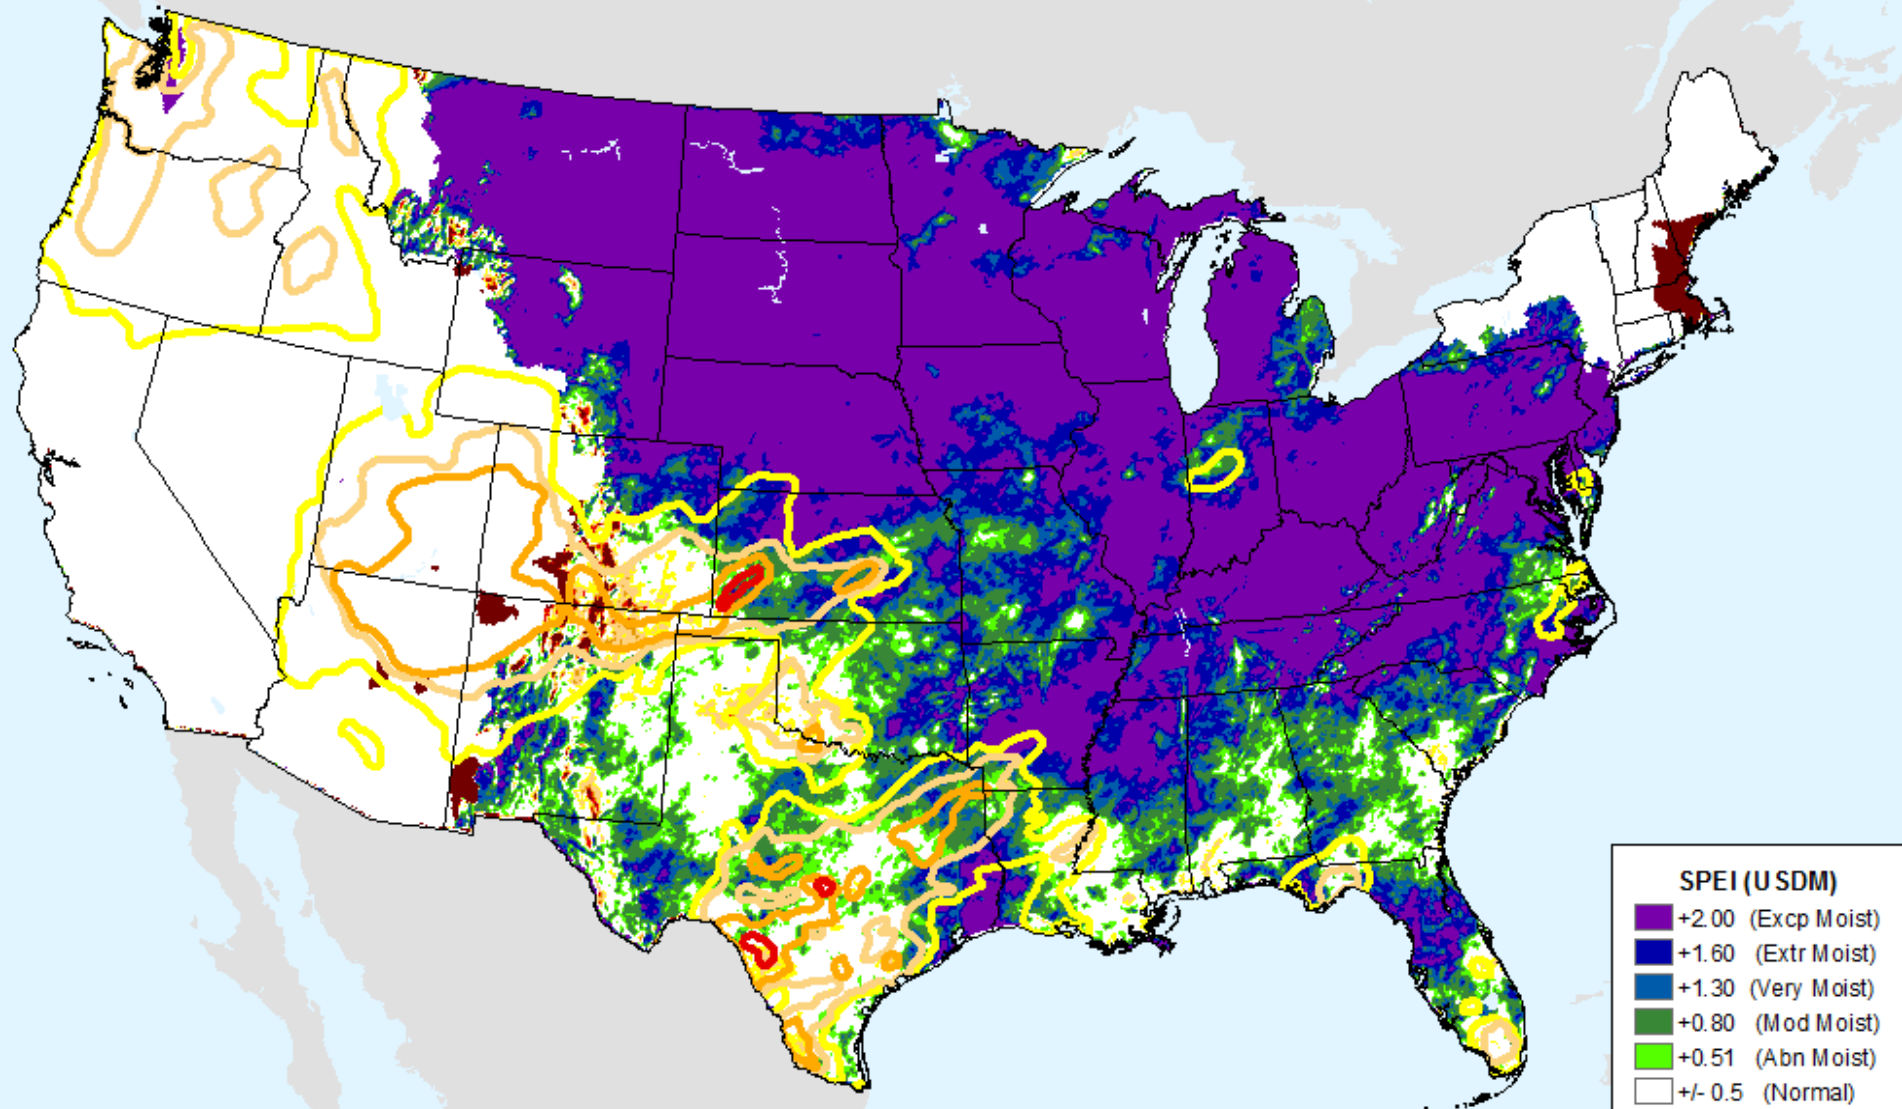 SPEI (USDM)
+2.00 (Excp Moist)
+1.60 (Extr Moist)
+1.30 (Very Moist)
+0.80 (Mod Moist)
+0.51 (Abn Moist)
+/- 0.5 (Normal)